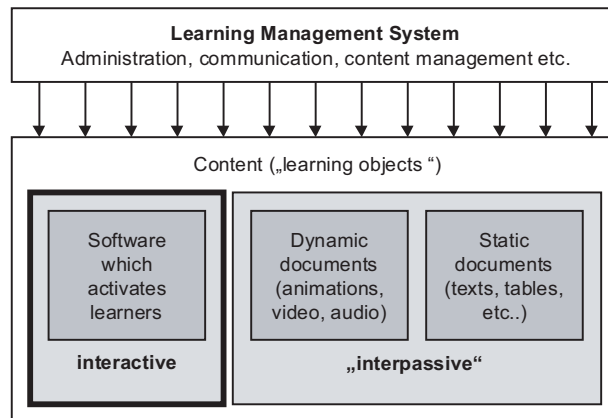 Learning Management System
Administration, communication, content management etc.
Content („learning objects “)
Software
which
activates
learners
interactive
Dynamic
documents
(animations,
video, audio)
Static
documents
(texts, tables,
etc..)
„interpassive“